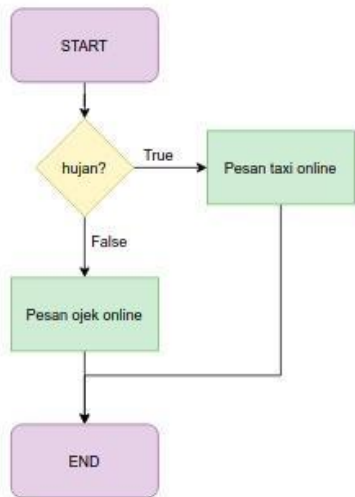 START
hujan?
True
Pesan taxi online
False
Pesan ojek online
END